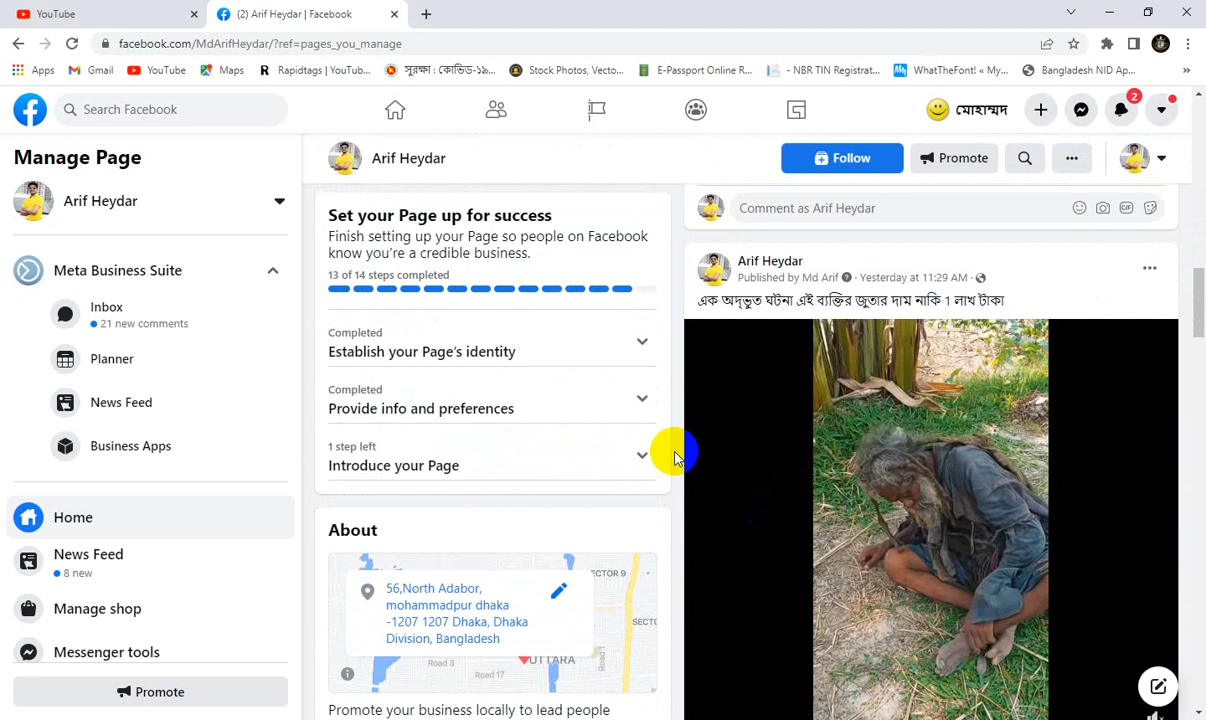 YouTube
(2) Arif Heydar | Facebook
facebook.com/MdArifHeydar/?ref=pages_you_manage
Apps
Gmail
YouTube
Maps
Rapidtags | YouTub...
সুরক্ষা : কোভিড-১৯...
Stock Photos, Vecto...
E-Passport Online R...
- NBR TIN Registrat...
WhatTheFont! « My...
Bangladesh NID Ap...
Search Facebook
মোহাম্মদ
2
Manage Page
Arif Heydar
Follow
Promote
Arif Heydar
Meta Business Suite
Inbox
21 new comments
Planner
News Feed
Business Apps
Home
News Feed
8 new
Manage shop
Messenger tools
Promote
Set your Page up for success
Finish setting up your Page so people on Facebook
know you're a credible business.
13 of 14 steps completed
Completed
Establish your Page's identity
Completed
Provide info and preferences
1 step left
Introduce your Page
About
56,North Adabor,
mohammadpur dhaka
-1207 1207 Dhaka, Dhaka
Division, Bangladesh
ECTOR 9
SECTO
UTTARA
Road 3
Road 1
Road 17
Promote your business locally to lead people
Comment as Arif Heydar
GIF
Arif Heydar
Published by Md Arif · Yesterday at 11:29 AM ·
এক অদ্ভুত ঘটনা এই ব্যক্তির জুতার দাম নাকি 1 লাখ টাকা